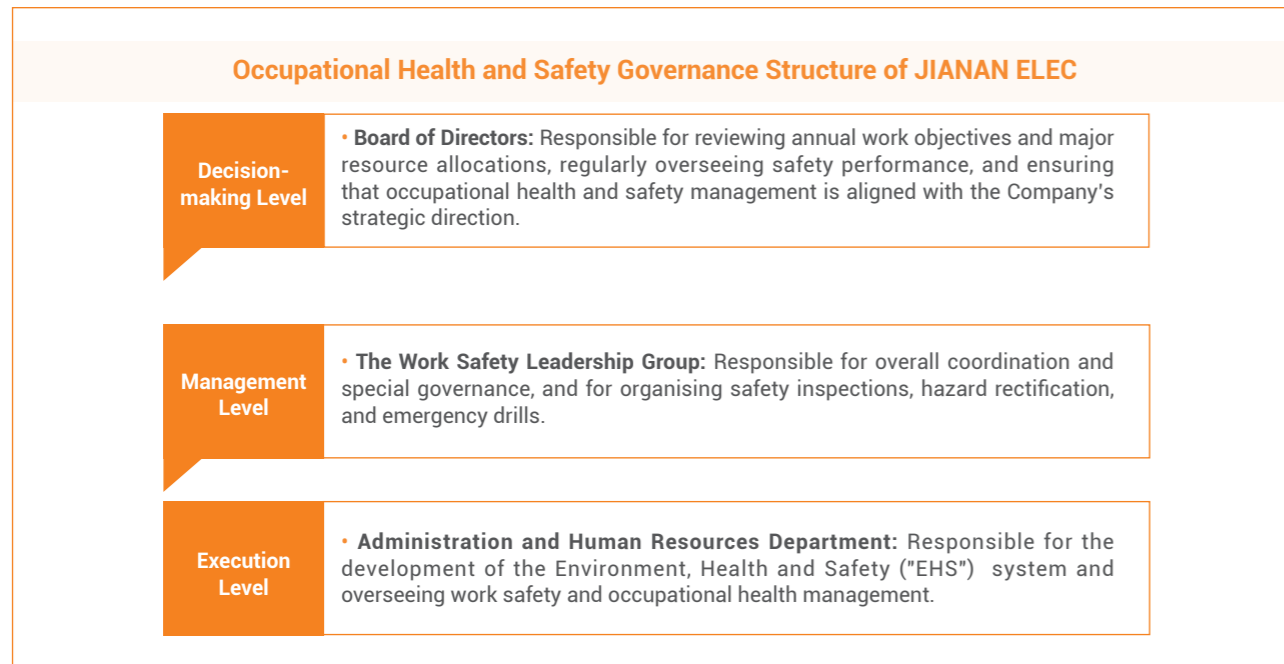 Occupational Health and Safety Governance Structure of JIANAN ELEC
Decision-
making Level
• Board of Directors: Responsible for reviewing annual work objectives and major
resource allocations, regularly overseeing safety performance, and ensuring
that occupational health and safety management is aligned with the Company's
strategic direction.
Management
Level
• The Work Safety Leadership Group: Responsible for overall coordination and
special governance, and for organising safety inspections, hazard rectification,
and emergency drills.
Execution
Level
• Administration and Human Resources Department: Responsible for the
development of the Environment, Health and Safety ("EHS") system and
overseeing work safety and occupational health management.